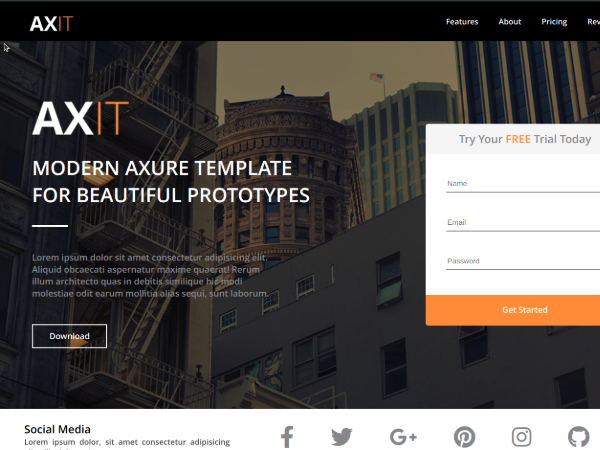 AXIT
Features About Pricing Rev
AXIT
MODERN AXURE TEMPLATE
FOR BEAUTIFUL PROTOTYPES
Lorem ipsum dolor sit amet consectetur adipisicing elit.
Aliquid obcaecati aspernatur maxime quaerat! Rerum
illum architecto quas in debitis similique hic modi
molestiae odit earum mollitia alias sequi, sunt laborum.
Download
Try Your FREE Trial Today
Name
Email
Password
Get Started
Social Media
Lorem ipsum dolor, sit amet consectetur adipisicing